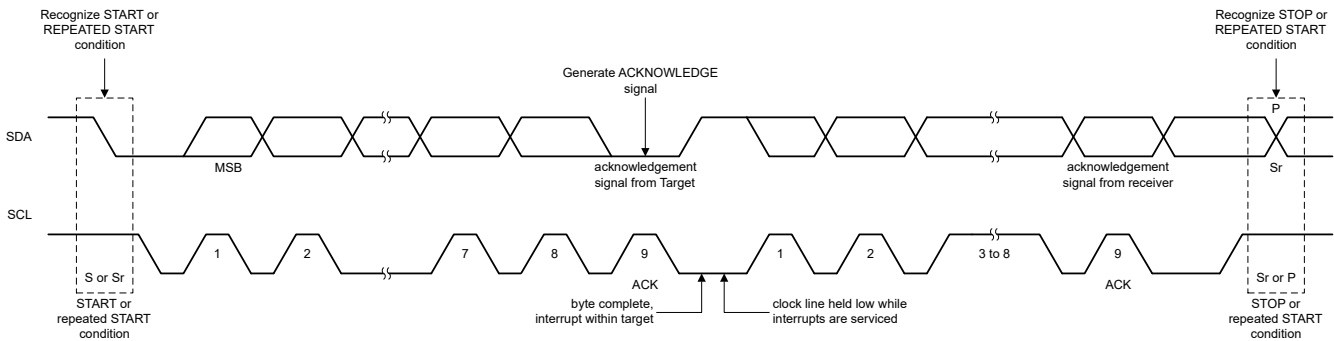 Recognize START or
REPEATED START
condition
Recognize STOP or
REPEATED START
condition
Generate ACKNOWLEDGE
signal
P
SDA
MSB
acknowledgement
signal from Target
acknowledgement
signal from receiver
Sr
SCL
1
2
7
8
9
1
2
3 to 8
9
S or Sr
ACK
ACK
Sr or P
START or
repeated START
condition
byte complete,
interrupt within target
clock line held low while
interrupts are serviced
STOP or
repeated START
condition